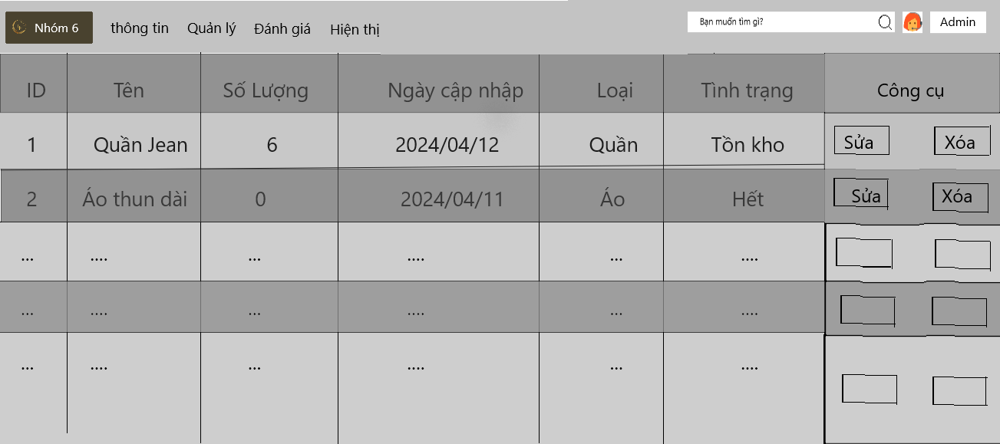 Nhóm 6 thông tin Quản lý Đánh giá Hiện thị Bạn muốn tìm gì? Admin
ID Tên Số Lượng Ngày cập nhập Loại Tình trạng Công cụ
1 Quần Jean 6 2024/04/12 Quần Tồn kho Sửa Xóa
2 Áo thun dài 0 2024/04/11 Áo Hết Sửa Xóa
... .... ... .... ... ....
... .... ... .... ... ....
... .... ... .... ... ....